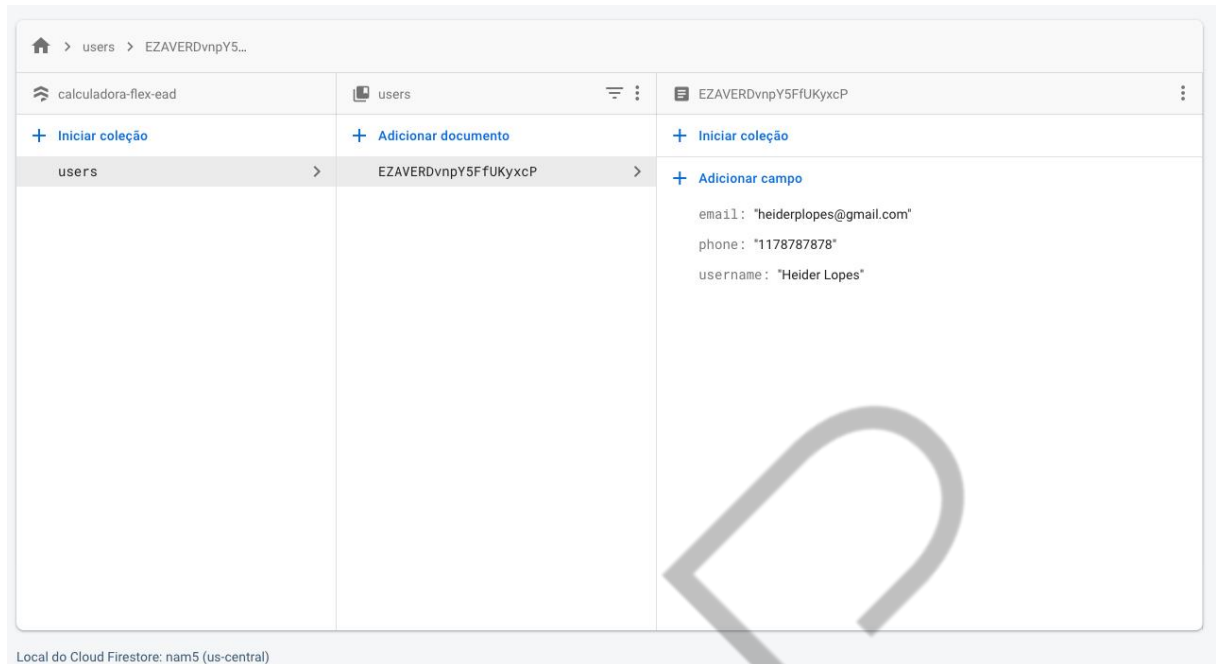 users > EZAVERDvnpY5...
calculadora-flex-ead
users
EZAVERDvnpY5FfUKyxcP
+ Iniciar coleção
+ Adicionar documento
+ Iniciar coleção
users
EZAVERDvnpY5FfUKyxcP
+ Adicionar campo
email: "heiderplopes@gmail.com"
phone: "1178787878"
username: "Heider Lopes"
Local do Cloud Firestore: nam5 (us-central)